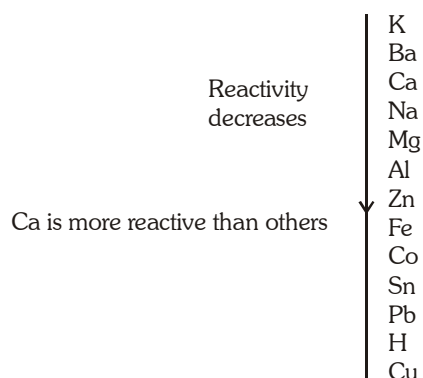 K
Ba
Ca
Na
Mg
Al
Zn
Fe
Co
Sn
Pb
H
Cu
Reactivity
decreases
Ca is more reactive than others